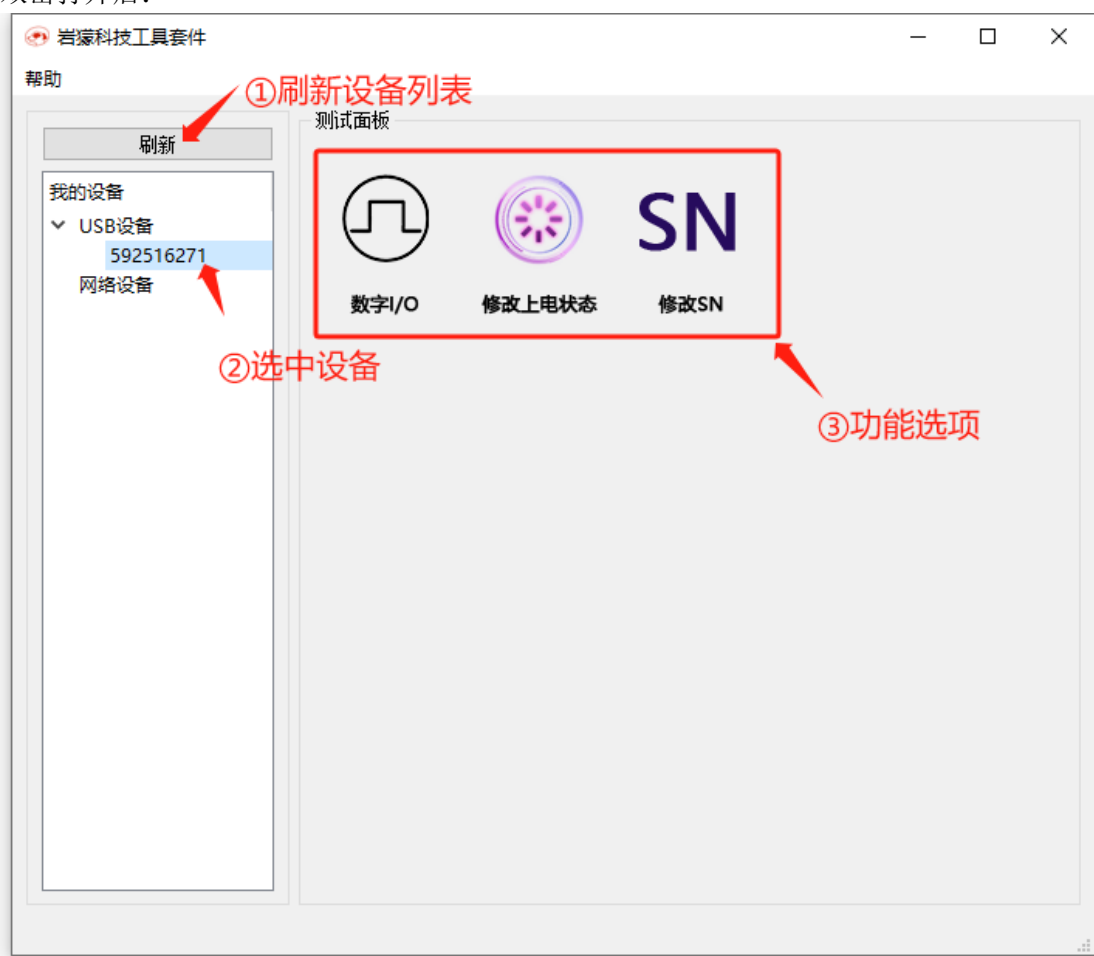 岩獴科技工具套件
帮助
①刷新设备列表
刷新
测试面板
我的设备
USB设备
592516271
网络设备
SN
数字I/O
修改上电状态
修改SN
②选中设备
③功能选项